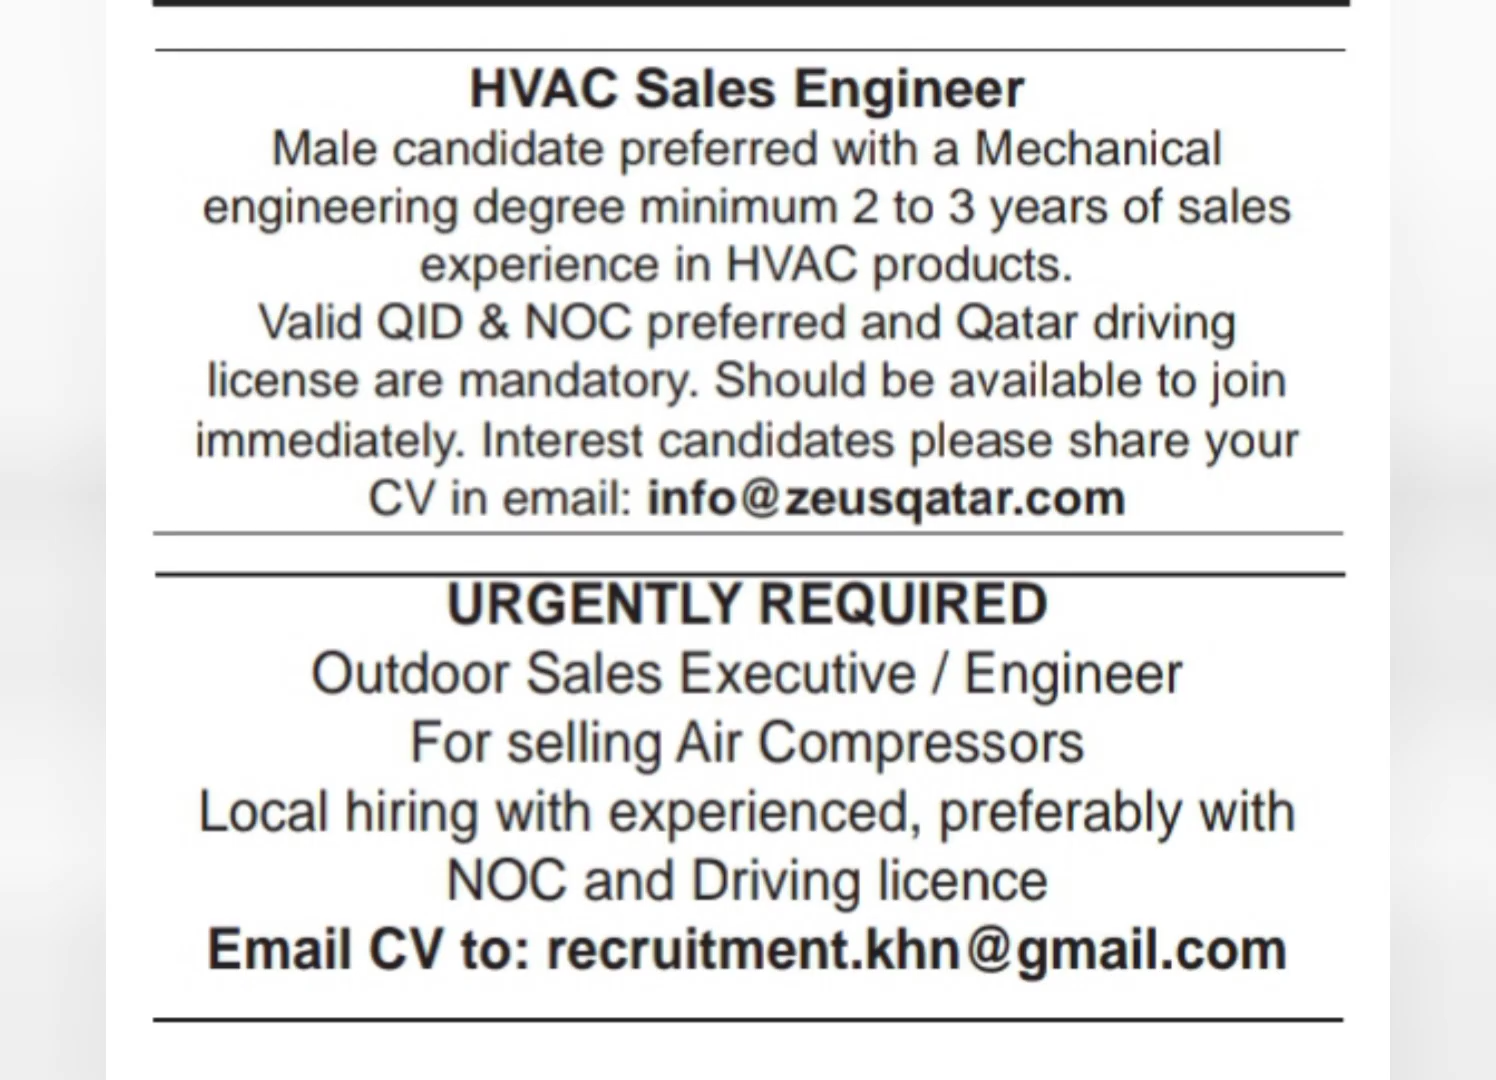 HVAC Sales Engineer
Male candidate preferred with a Mechanical
engineering degree minimum 2 to 3 years of sales
experience in HVAC products.
Valid QID & NOC preferred and Qatar driving
license are mandatory. Should be available to join
immediately. Interest candidates please share your
CV in email: info@zeusqatar.com
URGENTLY REQUIRED
Outdoor Sales Executive / Engineer
For selling Air Compressors
Local hiring with experienced, preferably with
NOC and Driving licence
Email CV to: recruitment.khn@gmail.com